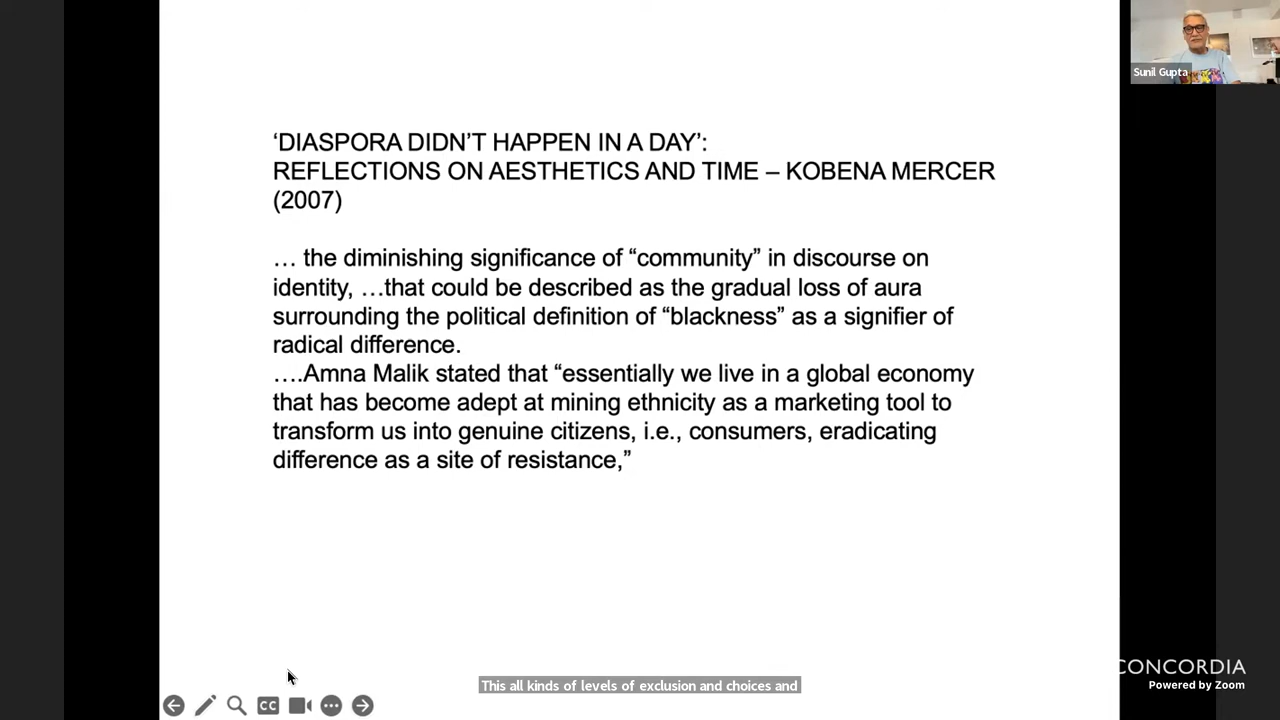 Sunil Gupta
‘DIASPORA DIDN’T HAPPEN IN A DAY’:
REFLECTIONS ON AESTHETICS AND TIME – KOBENA MERCER
(2007)
… the diminishing significance of “community” in discourse on
identity, …that could be described as the gradual loss of aura
surrounding the political definition of “blackness” as a signifier of
radical difference.
….Amna Malik stated that “essentially we live in a global economy
that has become adept at mining ethnicity as a marketing tool to
transform us into genuine citizens, i.e., consumers, eradicating
difference as a site of resistance,”
CONCORDIA
Powered by Zoom
This all kinds of levels of exclusion and choices and
CC